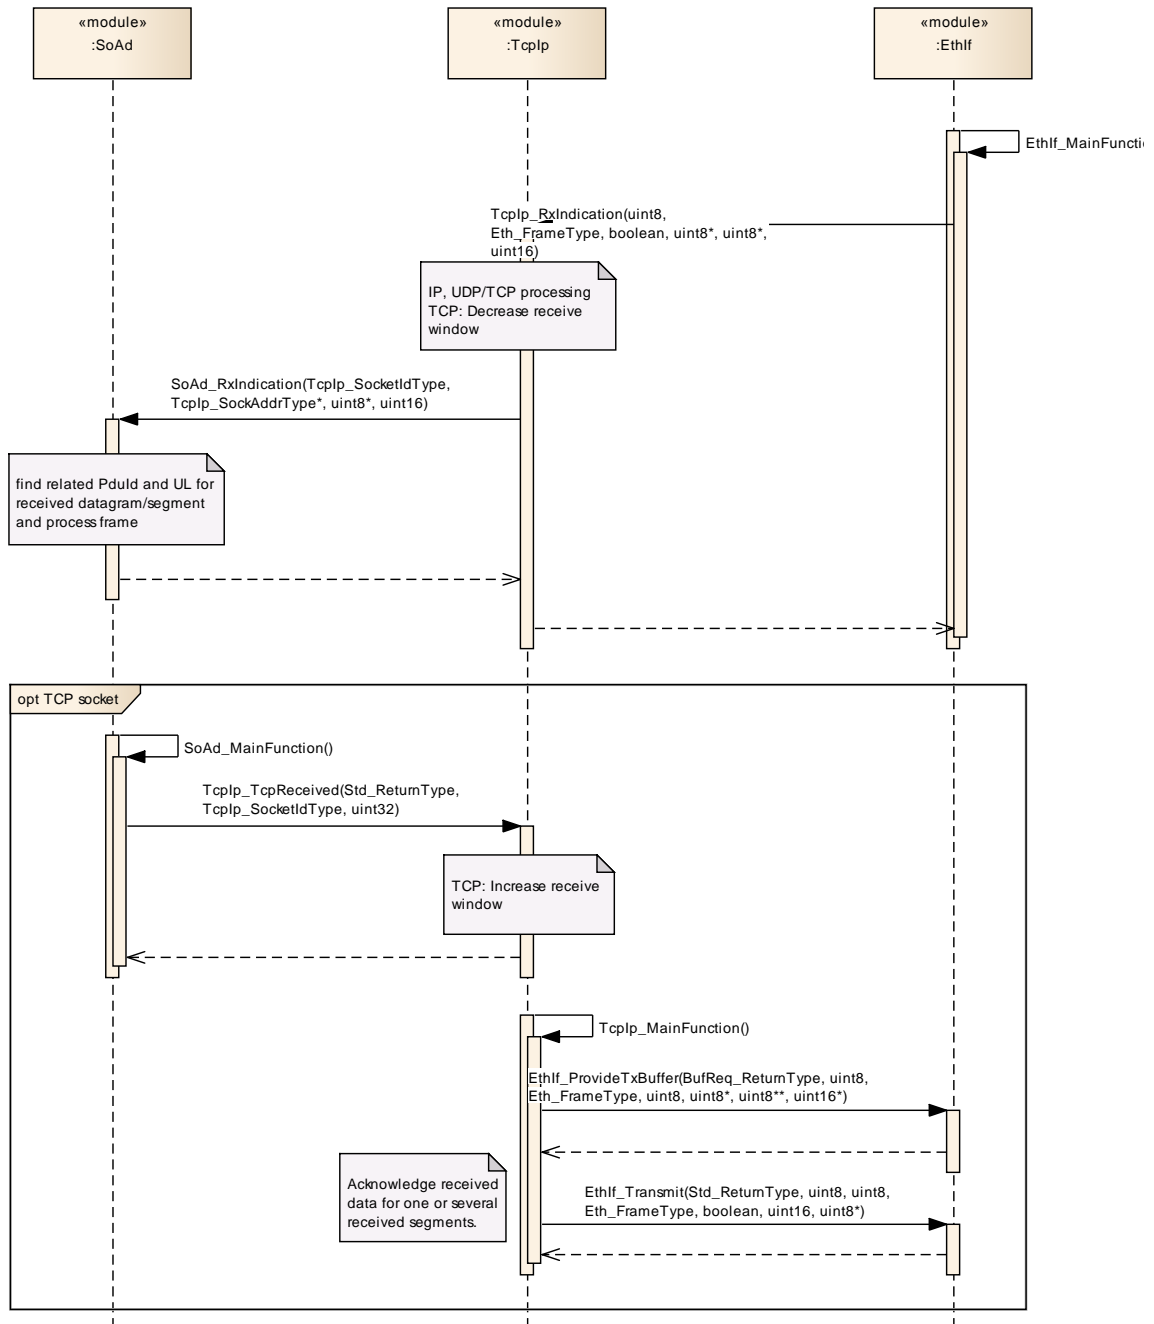 «module»
:SoAd
«module»
:TcpIp
«module»
:EthIf
EthIf_MainFuncti
TcpIp_RxIndication(uint8,
Eth_FrameType, boolean, uint8*, uint8*,
uint16)
IP, UDP/TCP processing
TCP: Decrease receive
window
SoAd_RxIndication(TcpIp_SocketIdType,
TcpIp_SockAddrType*, uint8*, uint16)
find related PduId and UL for
received datagram/segment
and process frame
opt TCP socket
SoAd_MainFunction()
TcpIp_TcpReceived(Std_ReturnType,
TcpIp_SocketIdType, uint32)
TCP: Increase receive
window
TcpIp_MainFunction()
EthIf_ProvideTxBuffer(BufReq_ReturnType, uint8,
Eth_FrameType, uint8, uint8*, uint8**, uint16*)
Acknowledge received
data for one or several
received segments.
EthIf_Transmit(Std_ReturnType, uint8, uint8,
Eth_FrameType, boolean, uint16, uint8*)